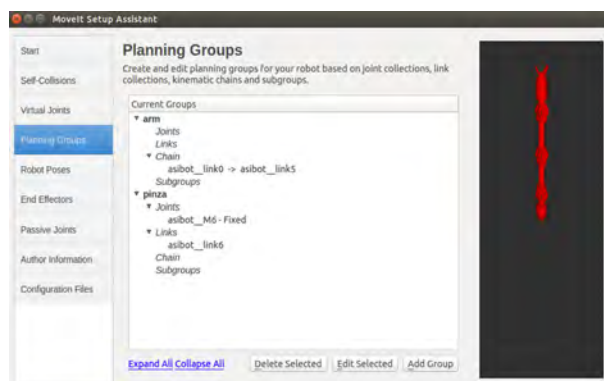 MoveIt Setup Assistant
Start
Self-Collisions
Virtual Joints
Planning Groups
Robot Poses
End Effectors
Passive Joints
Author Information
Configuration Files
Planning Groups
Create and edit planning groups for your robot based on joint collections, link
collections, kinematic chains and subgroups.
Current Groups
arm
Joints
Links
Chain
asibot__link0 -> asibot__link5
Subgroups
pinza
Joints
asibot__M6 - Fixed
Links
asibot__link6
Chain
Subgroups
Expand All Collapse All Delete Selected Edit Selected Add Group